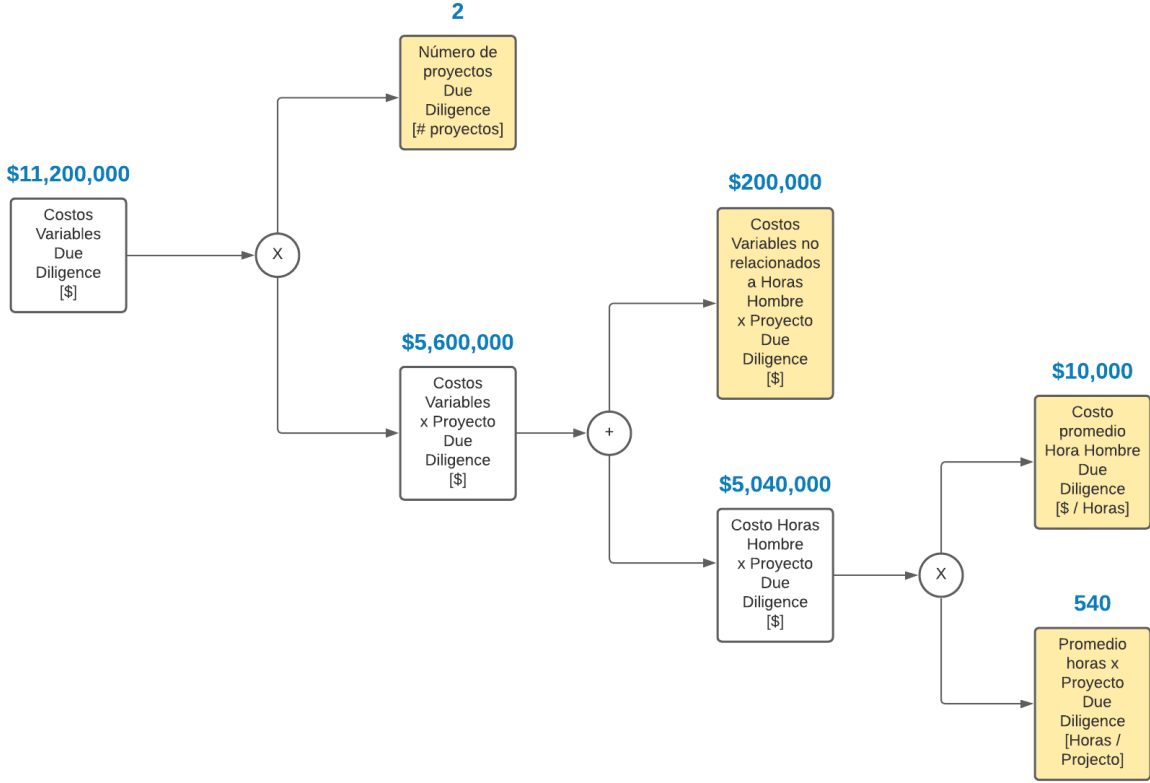 2
Número de
proyectos
Due
Diligence
[# proyectos]
$11,200,000
Costos
Variables
Due
Diligence
[$]
X
$200,000
Costos
Variables no
relacionados
a Horas
Hombre
x Proyecto
Due
Diligence
[$]
$5,600,000
Costos
Variables
x Proyecto
Due
Diligence
[$]
+
$10,000
Costo
promedio
Hora Hombre
Due
Diligence
[$ / Horas]
$5,040,000
Costo Horas
Hombre
x Proyecto
Due
Diligence
[$]
X
540
Promedio
horas x
Proyecto
Due
Diligence
[Horas /
Projecto]